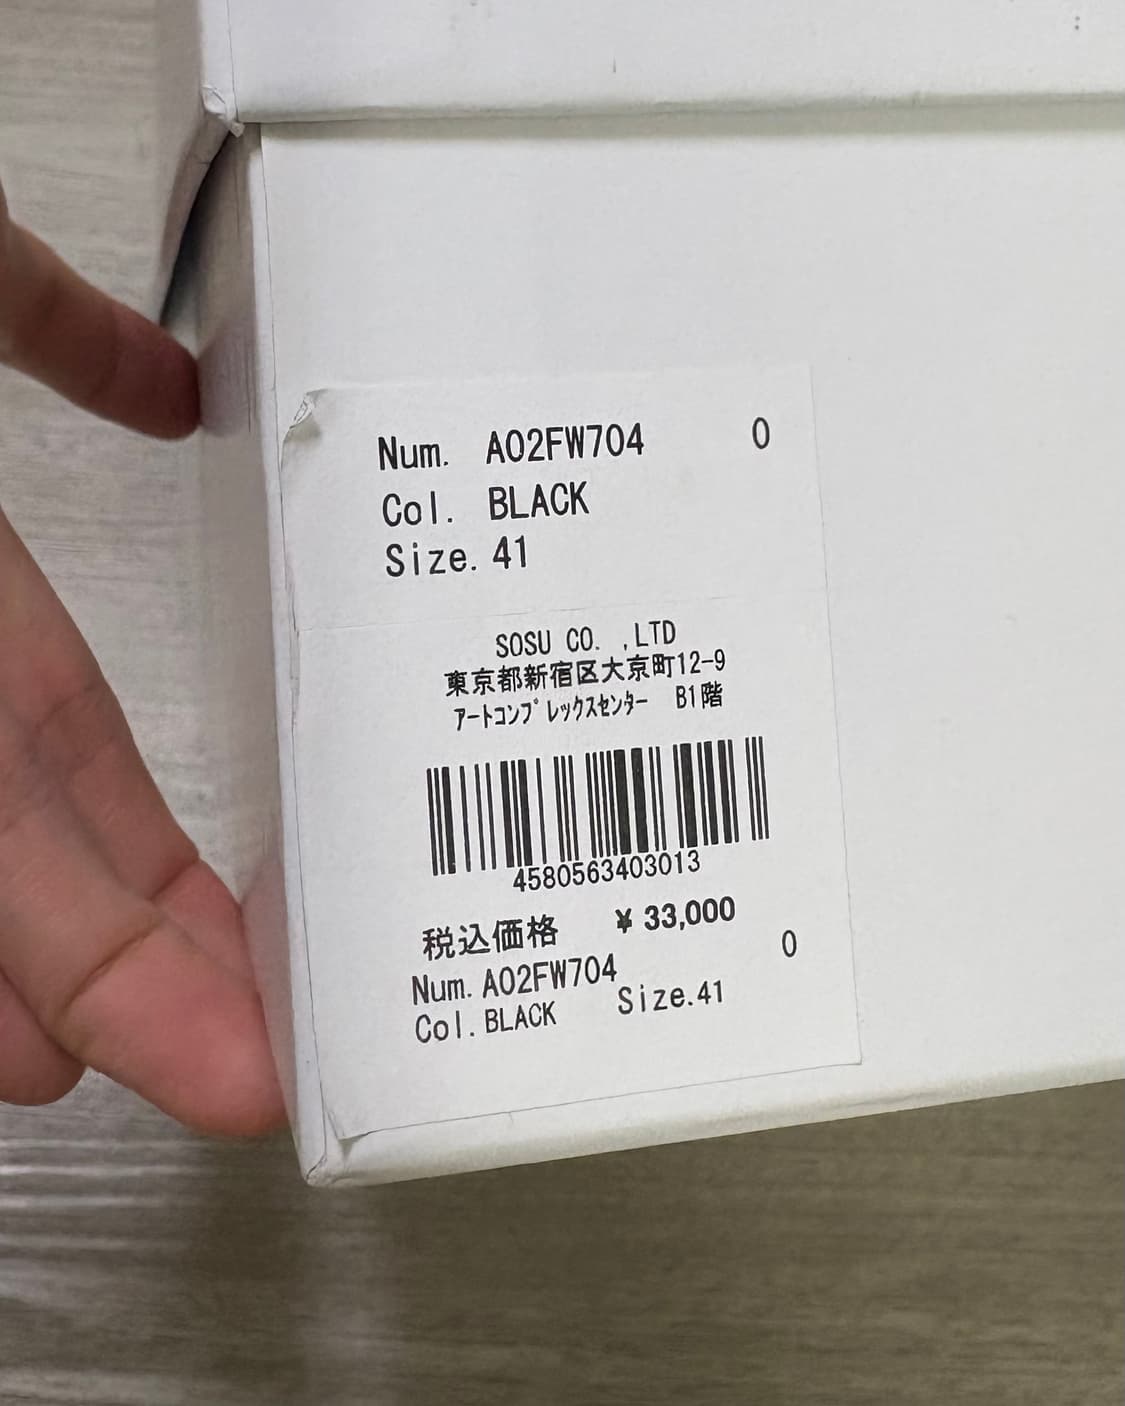 Num. A02FW704 0
Col. BLACK
Size. 41
SOSU CO. ,LTD
東京都新宿区大京町12-9
ｱｰﾄｺﾝﾌﾟﾚｯｸｽｾﾝﾀｰ B1階
4580563403013
税込価格 ¥ 33,000
Num. A02FW704 0
Col. BLACK Size.41